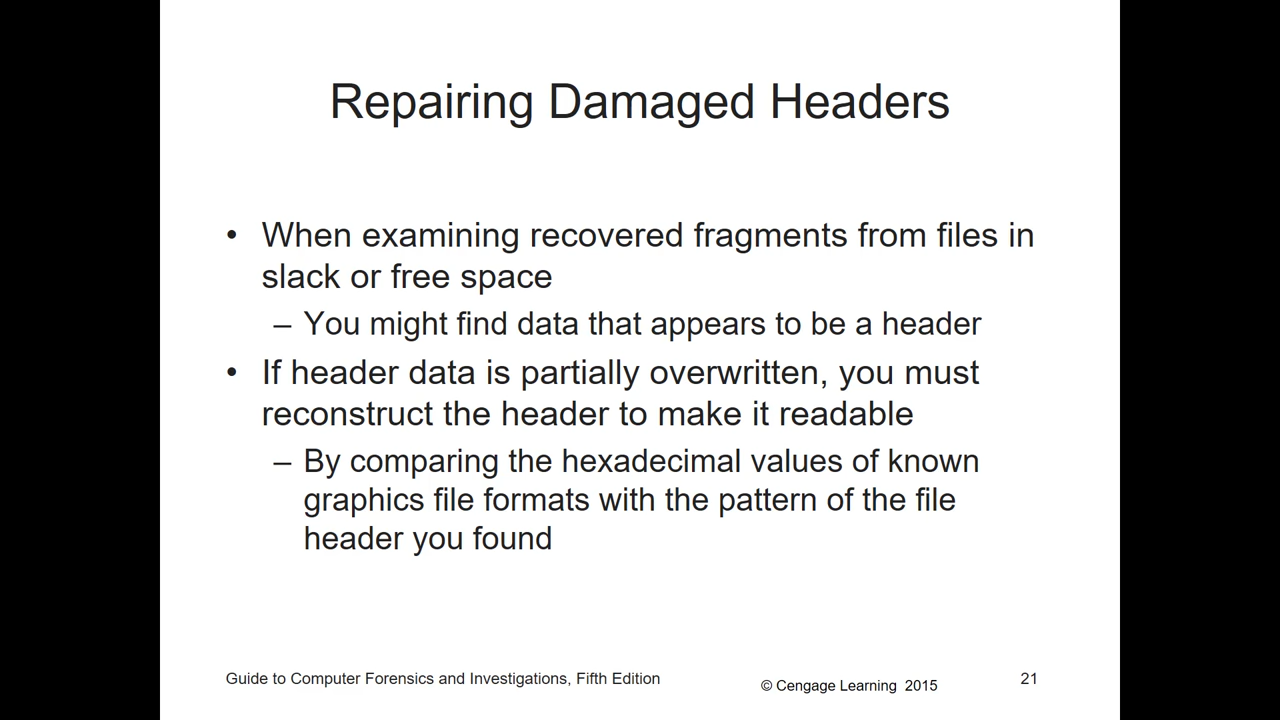 Repairing Damaged Headers
• When examining recovered fragments from files in
slack or free space
– You might find data that appears to be a header
• If header data is partially overwritten, you must
reconstruct the header to make it readable
– By comparing the hexadecimal values of known
graphics file formats with the pattern of the file
header you found
Guide to Computer Forensics and Investigations, Fifth Edition
© Cengage Learning 2015
21